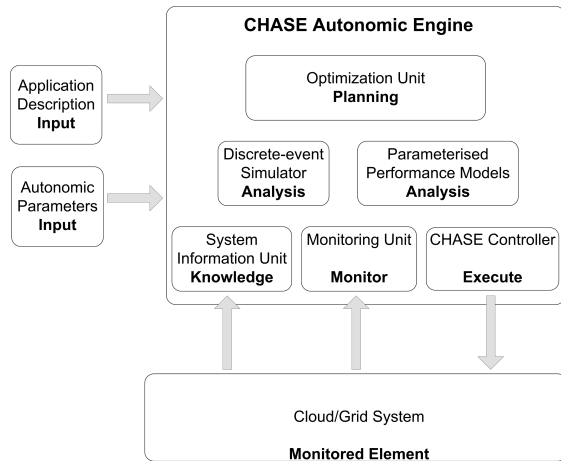 CHASE Autonomic Engine
Application
Description
Input
Optimization Unit
Planning
Autonomic
Parameters
Input
Discrete-event
Simulator
Analysis
Parameterised
Performance Models
Analysis
System
Information Unit
Knowledge
Monitoring Unit
Monitor
CHASE Controller
Execute
Cloud/Grid System
Monitored Element